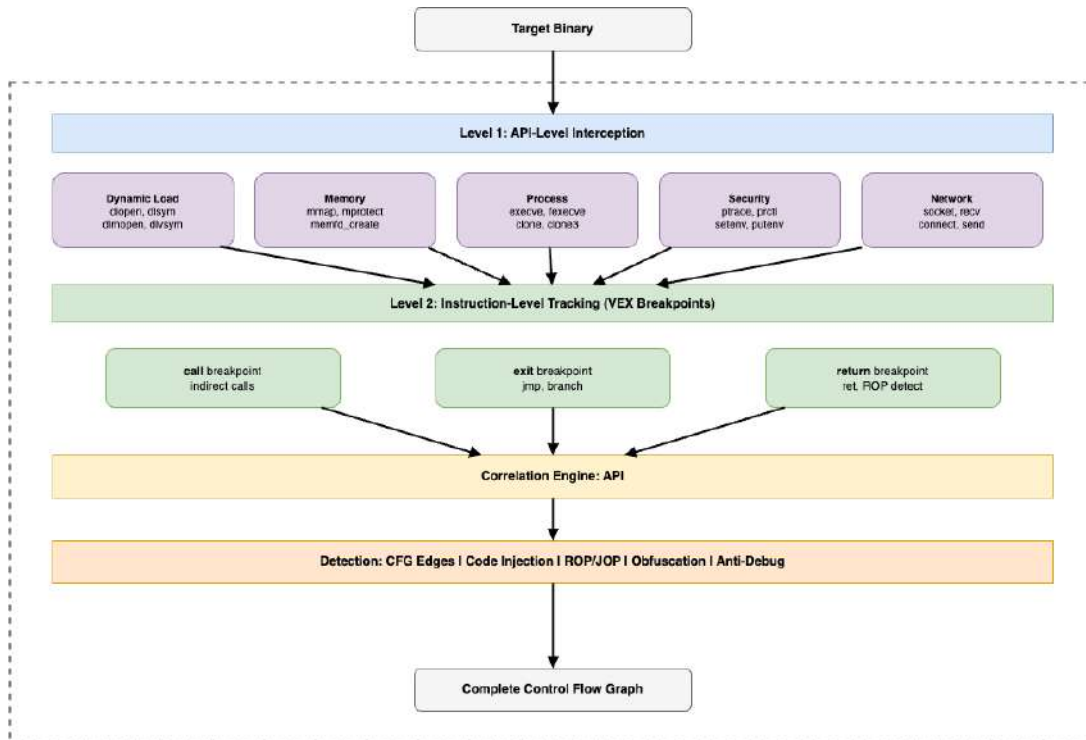 Target Binary
Level 1: API-Level Interception
Dynamic Load
dlopen, dlsym
dlmopen, dlvsym
Memory
mmap, mprotect
memfd_create
Process
execve, fexecve
clone, clone3
Security
ptrace, prctl
setenv, putenv
Network
socket, recv
connect, send
Level 2: Instruction-Level Tracking (VEX Breakpoints)
call breakpoint
indirect calls
exit breakpoint
jmp, branch
return breakpoint
ret, ROP detect
Correlation Engine: API
Detection: CFG Edges | Code Injection | ROP/JOP | Obfuscation | Anti-Debug
Complete Control Flow Graph